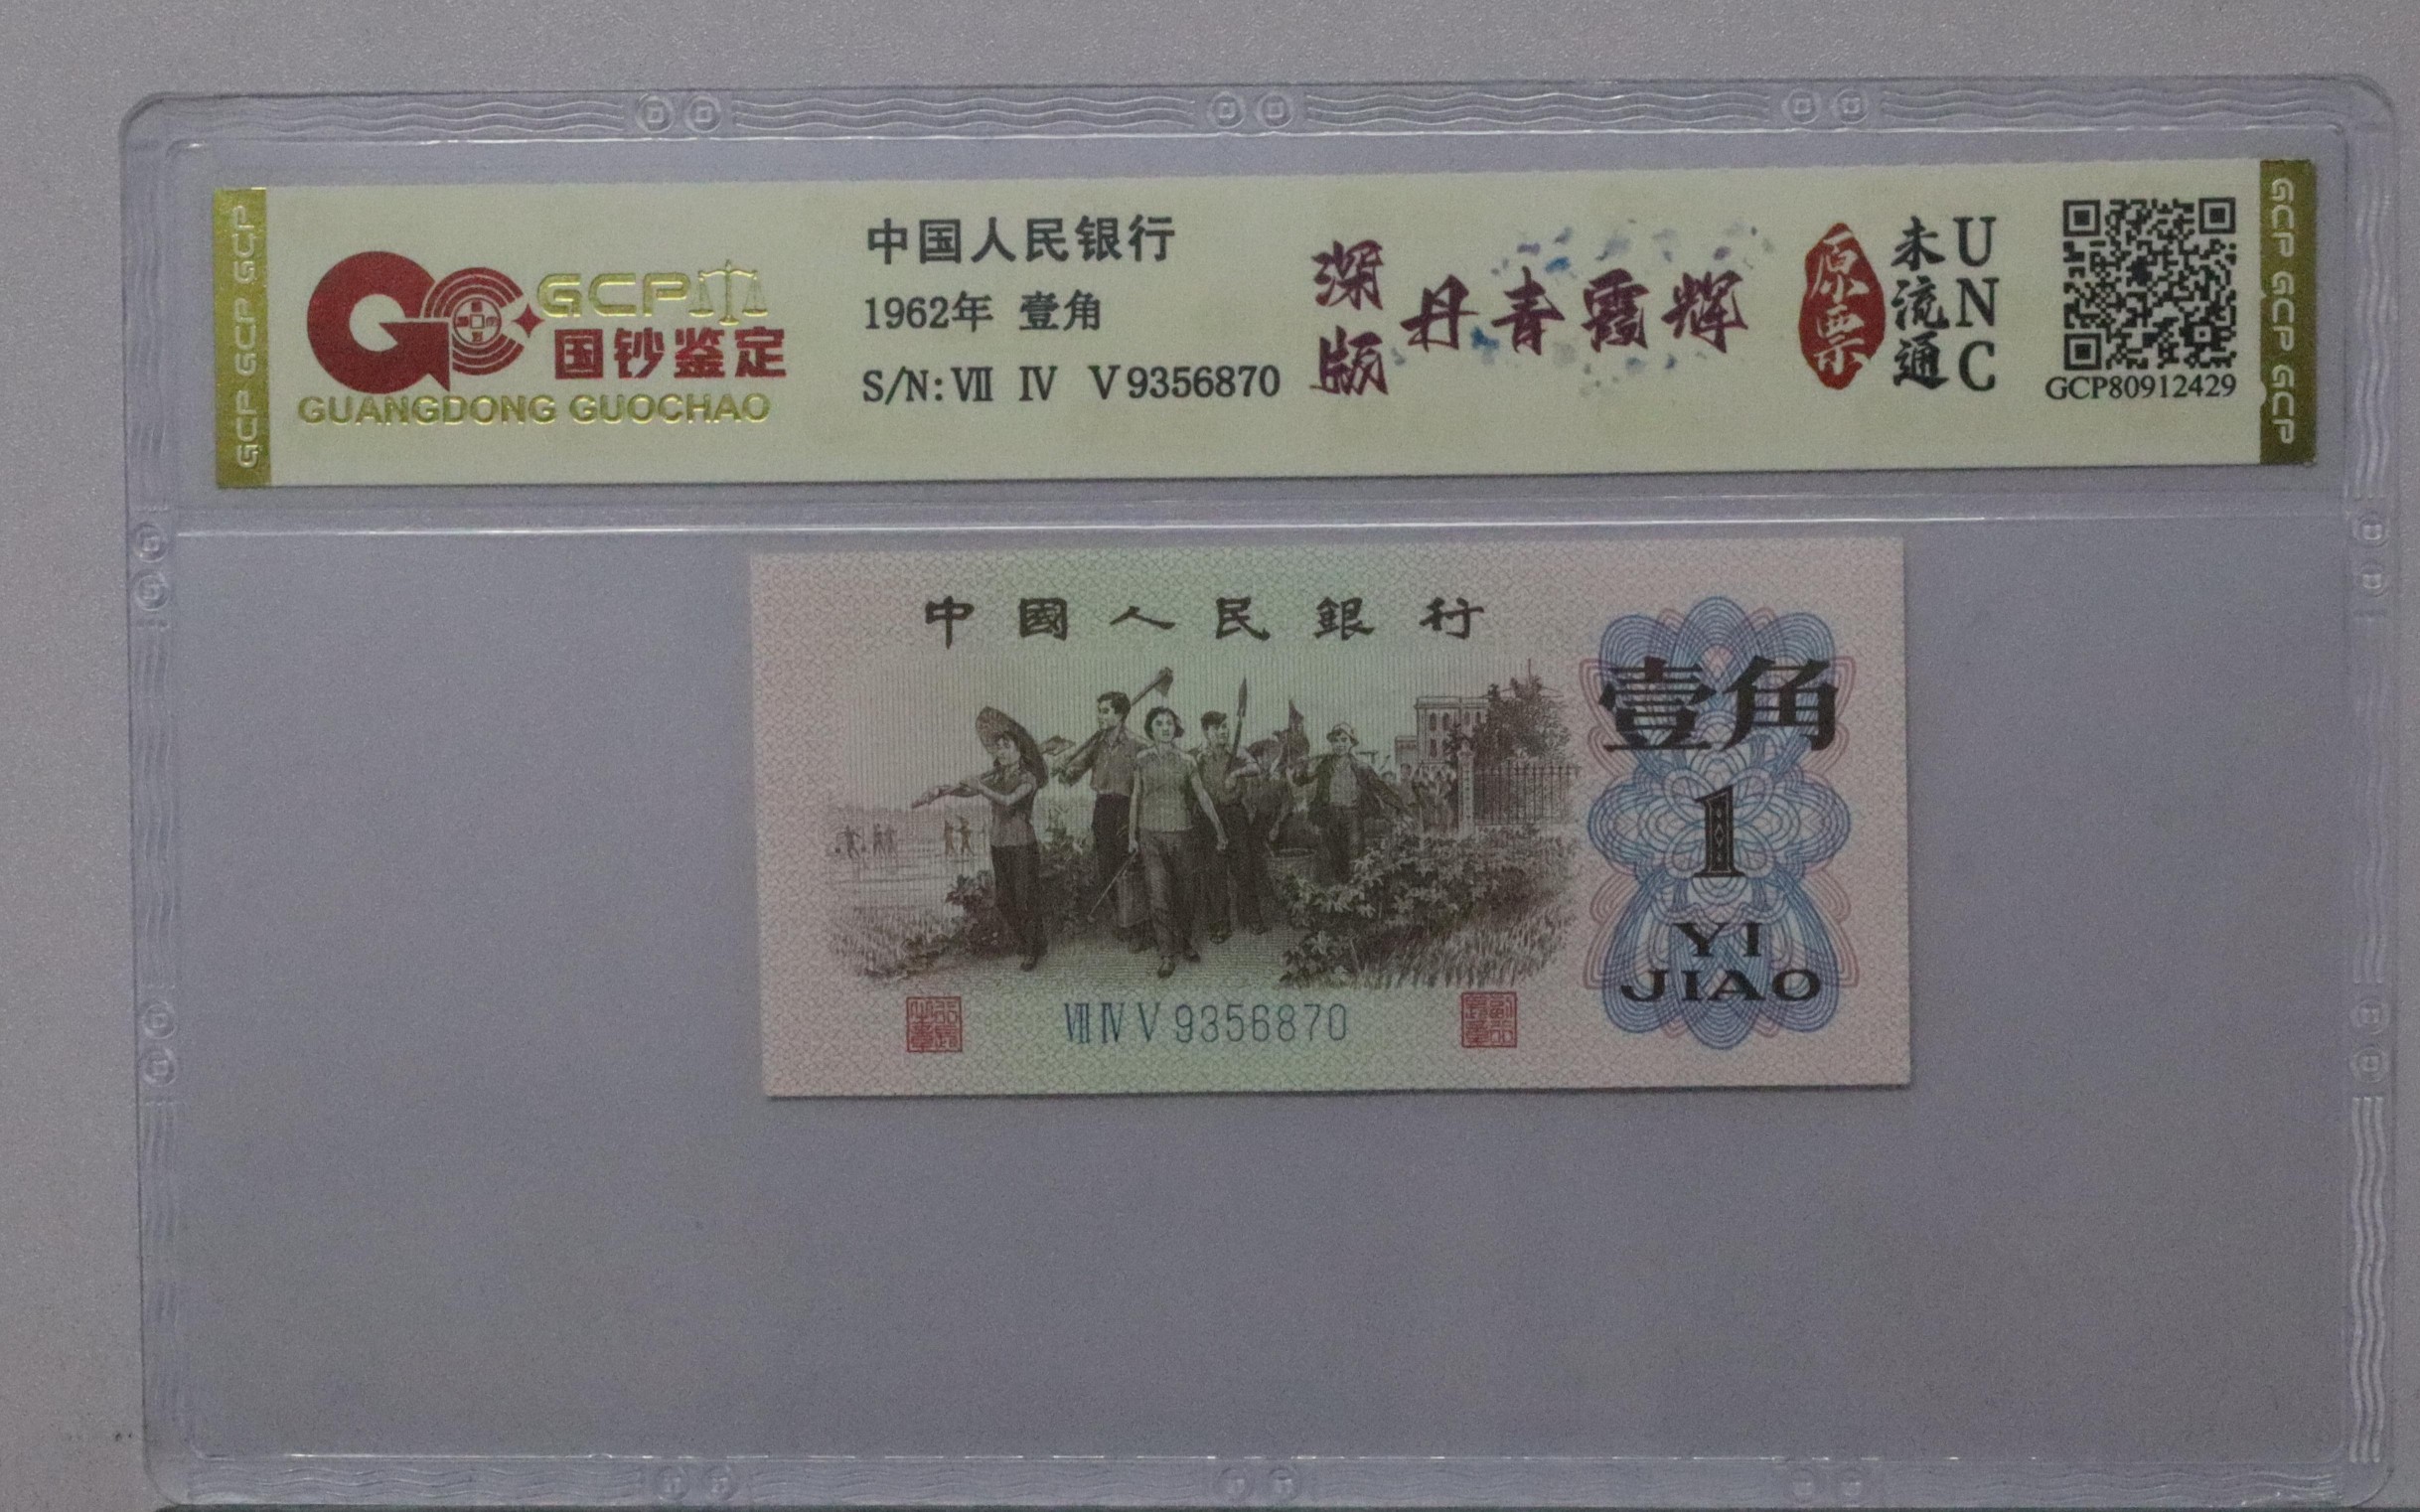 GCP GCP GCP
GCP
国钞鉴定
GUANGDONG GUOCHAO
中国人民银行
1962年 壹角
S/N: Ⅶ Ⅳ Ⅴ 9356870
深版
丹青霞辉
原票
未流通
UNC
GCP80912429
GCP GCP GCP
中國人民銀行
壹角
1
YI
JIAO
Ⅶ Ⅳ Ⅴ 9356870